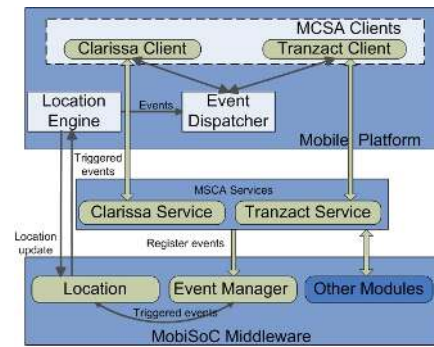 MCSA Clients
Clarissa Client
Tranzact Client
Location
Engine
Events
Event
Dispatcher
Mobile Platform
Triggered
events
MSCA Services
Clarissa Service
Tranzact Service
Location
update
Register events
Location
Event Manager
Other Modules
Triggered events
MobiSoC Middleware